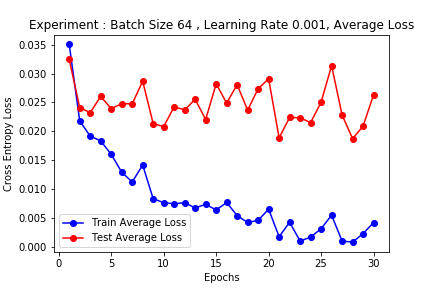 Experiment : Batch Size 64 , Learning Rate 0.001, Average Loss
0.035
0.030
0.025
0.020
0.015
0.010
0.005
0.000
Cross Entropy Loss
Train Average Loss
Test Average Loss
0 5 10 15 20 25 30
Epochs